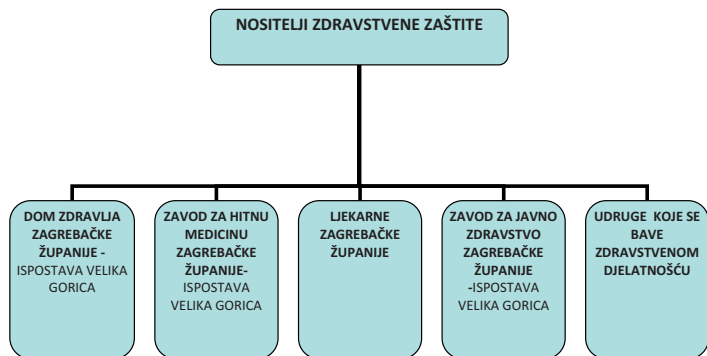 NOSITELJI ZDRAVSTVENE ZAŠTITE
DOM ZDRAVLJA
ZAGREBAČKE
ŽUPANIJE -
ISPOSTAVA VELIKA
GORICA
ZAVOD ZA HITNU
MEDICINU
ZAGREBAČKE
ŽUPANIJE-
ISPOSTAVA
VELIKA GORICA
LJEKARNE
ZAGREBAČKE
ŽUPANIJE
ZAVOD ZA JAVNO
ZDRAVSTVO
ZAGREBAČKE
ŽUPANIJE
-ISPOSTAVA
VELIKA GORICA
UDRUGE KOJE SE
BAVE
ZDRAVSTVENOM
DJELATNOŠĆU